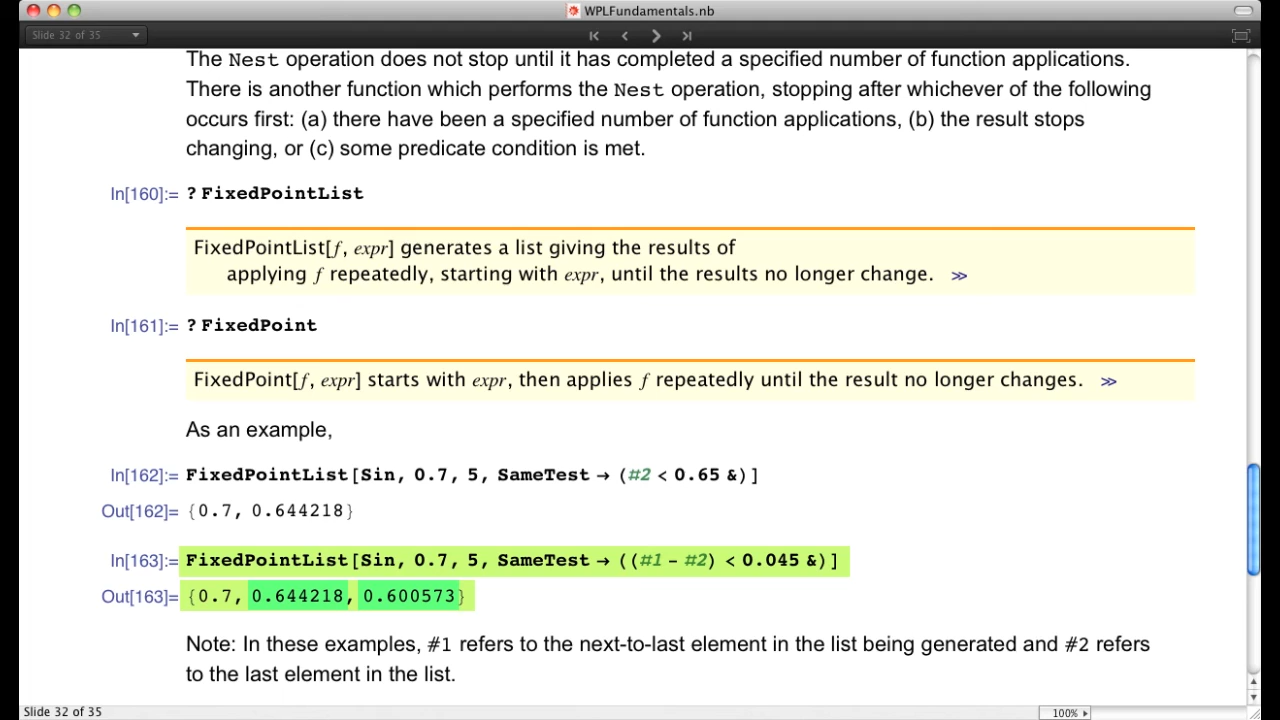 WPLFundamentals.nb
Slide 32 of 35
The Nest operation does not stop until it has completed a specified number of function applications.
There is another function which performs the Nest operation, stopping after whichever of the following
occurs first: (a) there have been a specified number of function applications, (b) the result stops
changing, or (c) some predicate condition is met.
In[160]:= ? FixedPointList
FixedPointList[f, expr] generates a list giving the results of
applying f repeatedly, starting with expr, until the results no longer change. ≫
In[161]:= ? FixedPoint
FixedPoint[f, expr] starts with expr, then applies f repeatedly until the result no longer changes. ≫
As an example,
In[162]:= FixedPointList[Sin, 0.7, 5, SameTest → (#2 < 0.65 &)]
Out[162]= {0.7, 0.644218}
In[163]:= FixedPointList[Sin, 0.7, 5, SameTest → ((#1 - #2) < 0.045 &)]
Out[163]= {0.7, 0.644218, 0.600573}
Note: In these examples, #1 refers to the next-to-last element in the list being generated and #2 refers
to the last element in the list.
Slide 32 of 35
100%